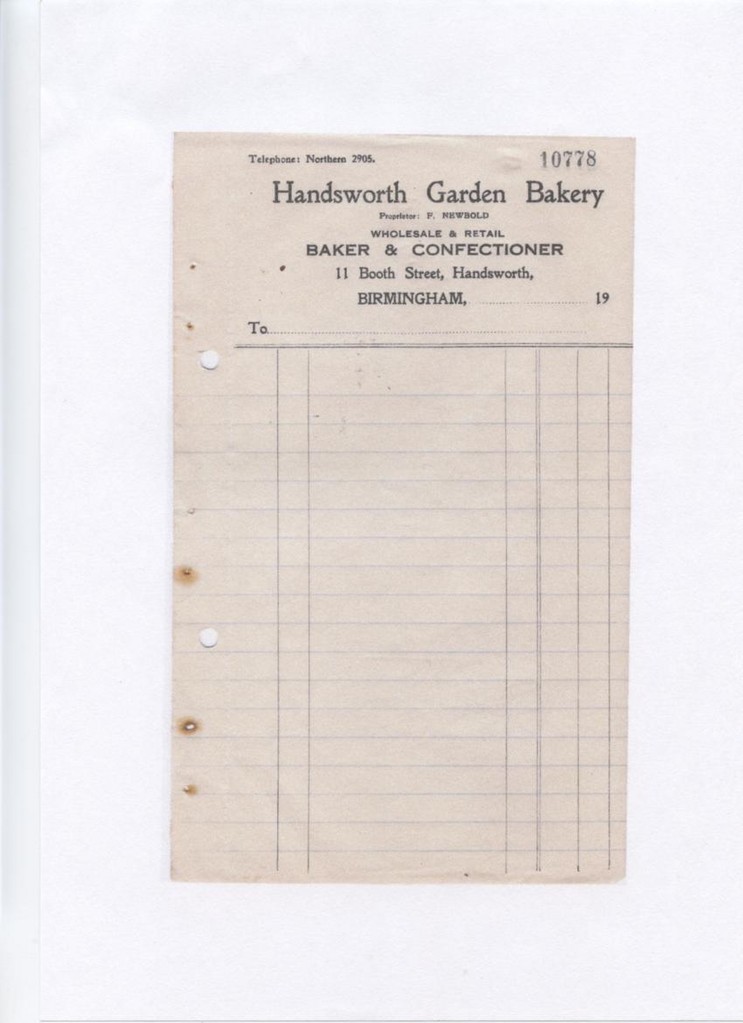 Telephone: Northern 2905. 10778
Handsworth Garden Bakery
Proprietor: F. NEWBOLD
WHOLESALE & RETAIL
BAKER & CONFECTIONER
11 Booth Street, Handsworth,
BIRMINGHAM, 19
To